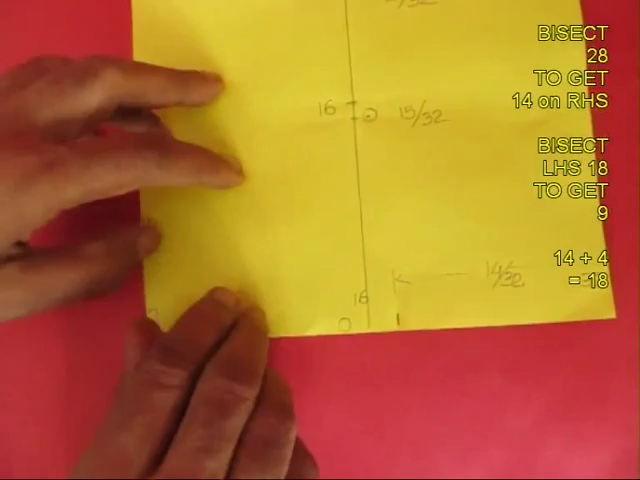 16 15/32
14/32
16
0
BISECT
28
TO GET
14 on RHS
BISECT
LHS 18
TO GET
9
14 + 4
= 18